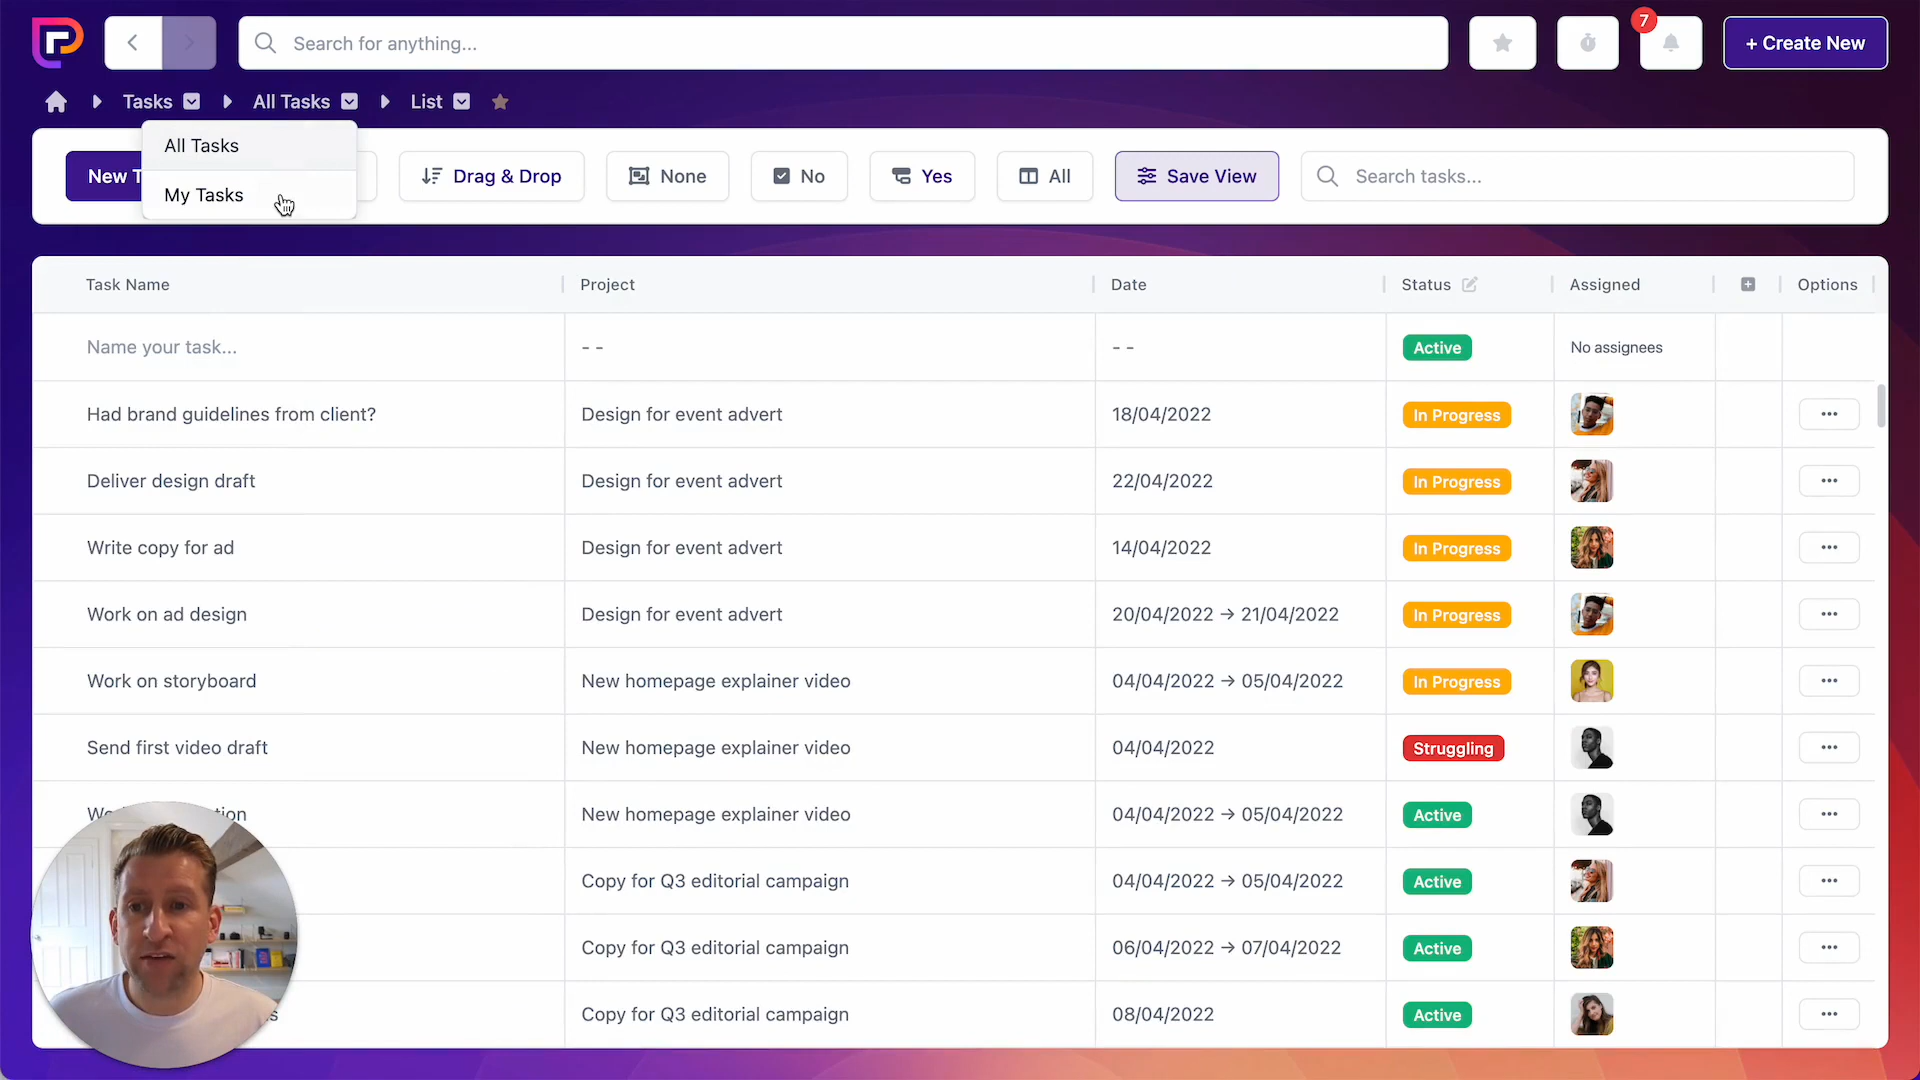 Search for anything...
7
+ Create New
Tasks
All Tasks
List
All Tasks
My Tasks
New T
Drag & Drop
None
No
Yes
All
Save View
Search tasks...
Task Name Project Date Status Assigned Options
Name your task... - - - - Active No assignees
Had brand guidelines from client? Design for event advert 18/04/2022 In Progress
Deliver design draft Design for event advert 22/04/2022 In Progress
Write copy for ad Design for event advert 14/04/2022 In Progress
Work on ad design Design for event advert 20/04/2022 → 21/04/2022 In Progress
Work on storyboard New homepage explainer video 04/04/2022 → 05/04/2022 In Progress
Send first video draft New homepage explainer video 04/04/2022 Struggling
New homepage explainer video 04/04/2022 → 05/04/2022 Active
Copy for Q3 editorial campaign 04/04/2022 → 05/04/2022 Active
Copy for Q3 editorial campaign 06/04/2022 → 07/04/2022 Active
Copy for Q3 editorial campaign 08/04/2022 Active